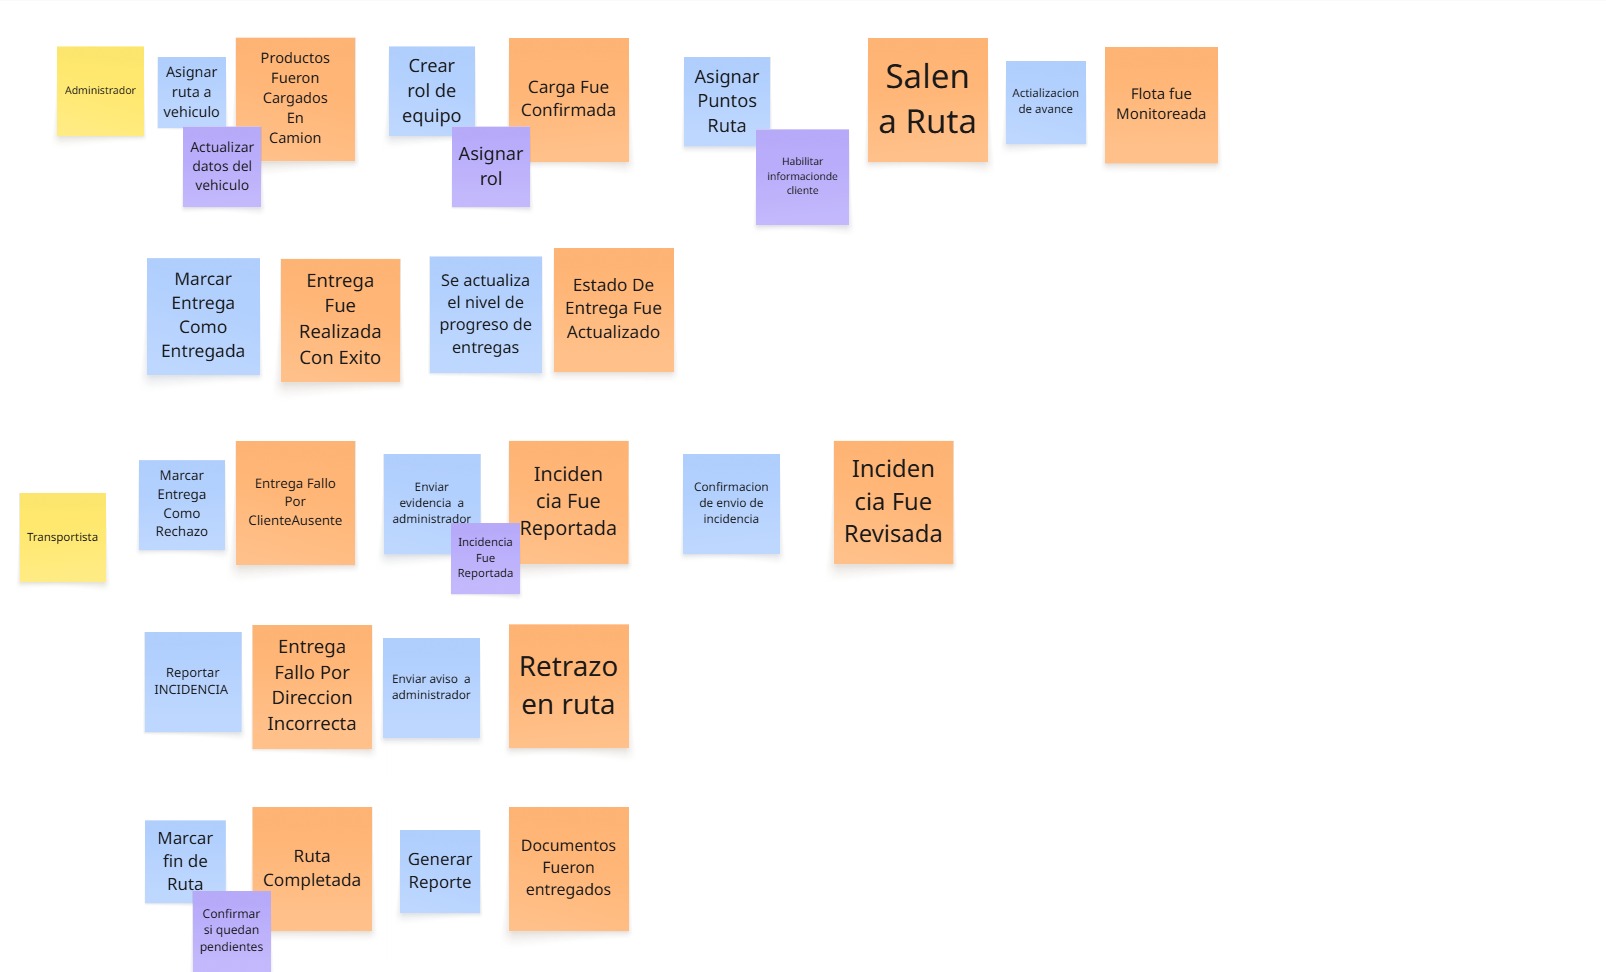 Administrador
Asignar
ruta a
vehiculo
Actualizar
datos del
vehiculo
Productos
Fueron
Cargados
En
Camion
Crear
rol de
equipo
Asignar
rol
Carga Fue
Confirmada
Asignar
Puntos
Ruta
Habilitar
informacionde
cliente
Salen
a Ruta
Actializacion
de avance
Flota fue
Monitoreada
Marcar
Entrega
Como
Entregada
Entrega
Fue
Realizada
Con Exito
Se actualiza
el nivel de
progreso de
entregas
Estado De
Entrega Fue
Actualizado
Transportista
Marcar
Entrega
Como
Rechazo
Entrega Fallo
Por
ClienteAusente
Enviar
evidencia a
administrador
Incidencia
Fue
Reportada
Inciden
cia Fue
Reportada
Confirmacion
de envio de
incidencia
Inciden
cia Fue
Revisada
Reportar
INCIDENCIA
Entrega
Fallo Por
Direccion
Incorrecta
Enviar aviso a
administrador
Retrazo
en ruta
Marcar
fin de
Ruta
Confirmar
si quedan
pendientes
Ruta
Completada
Generar
Reporte
Documentos
Fueron
entregados